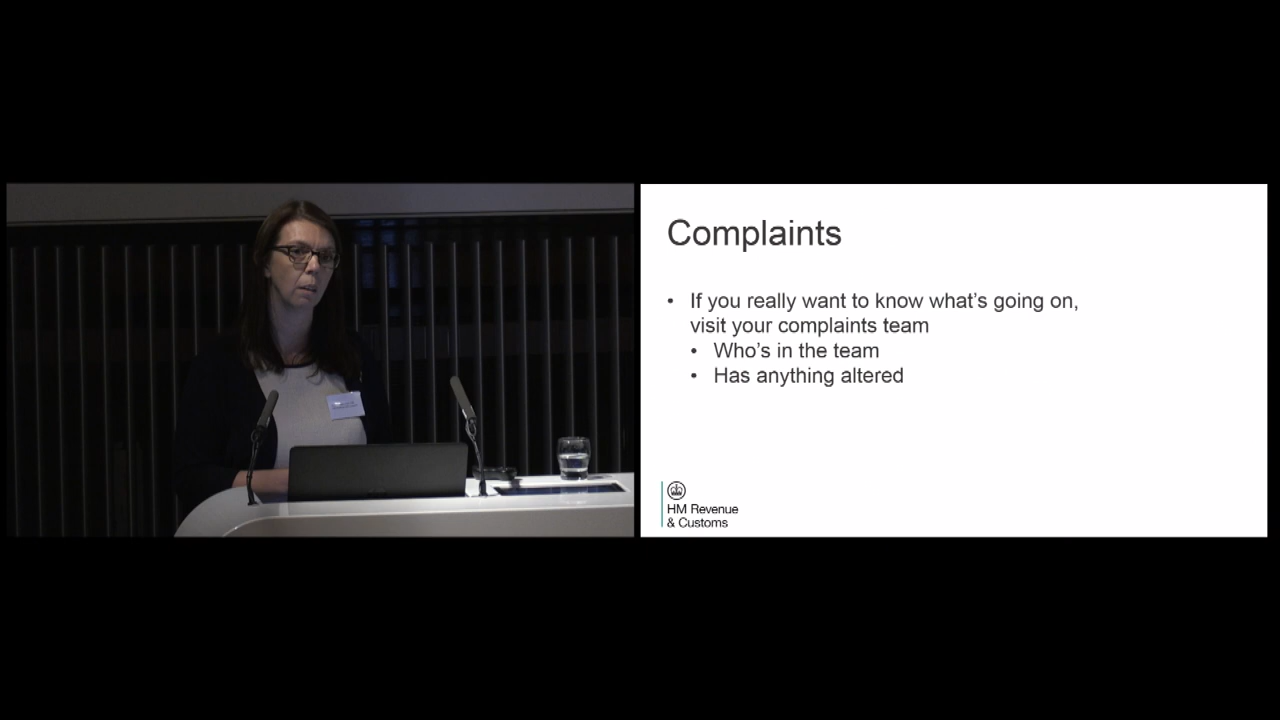 Complaints
• If you really want to know what's going on,
visit your complaints team
• Who's in the team
• Has anything altered
HM Revenue
& Customs